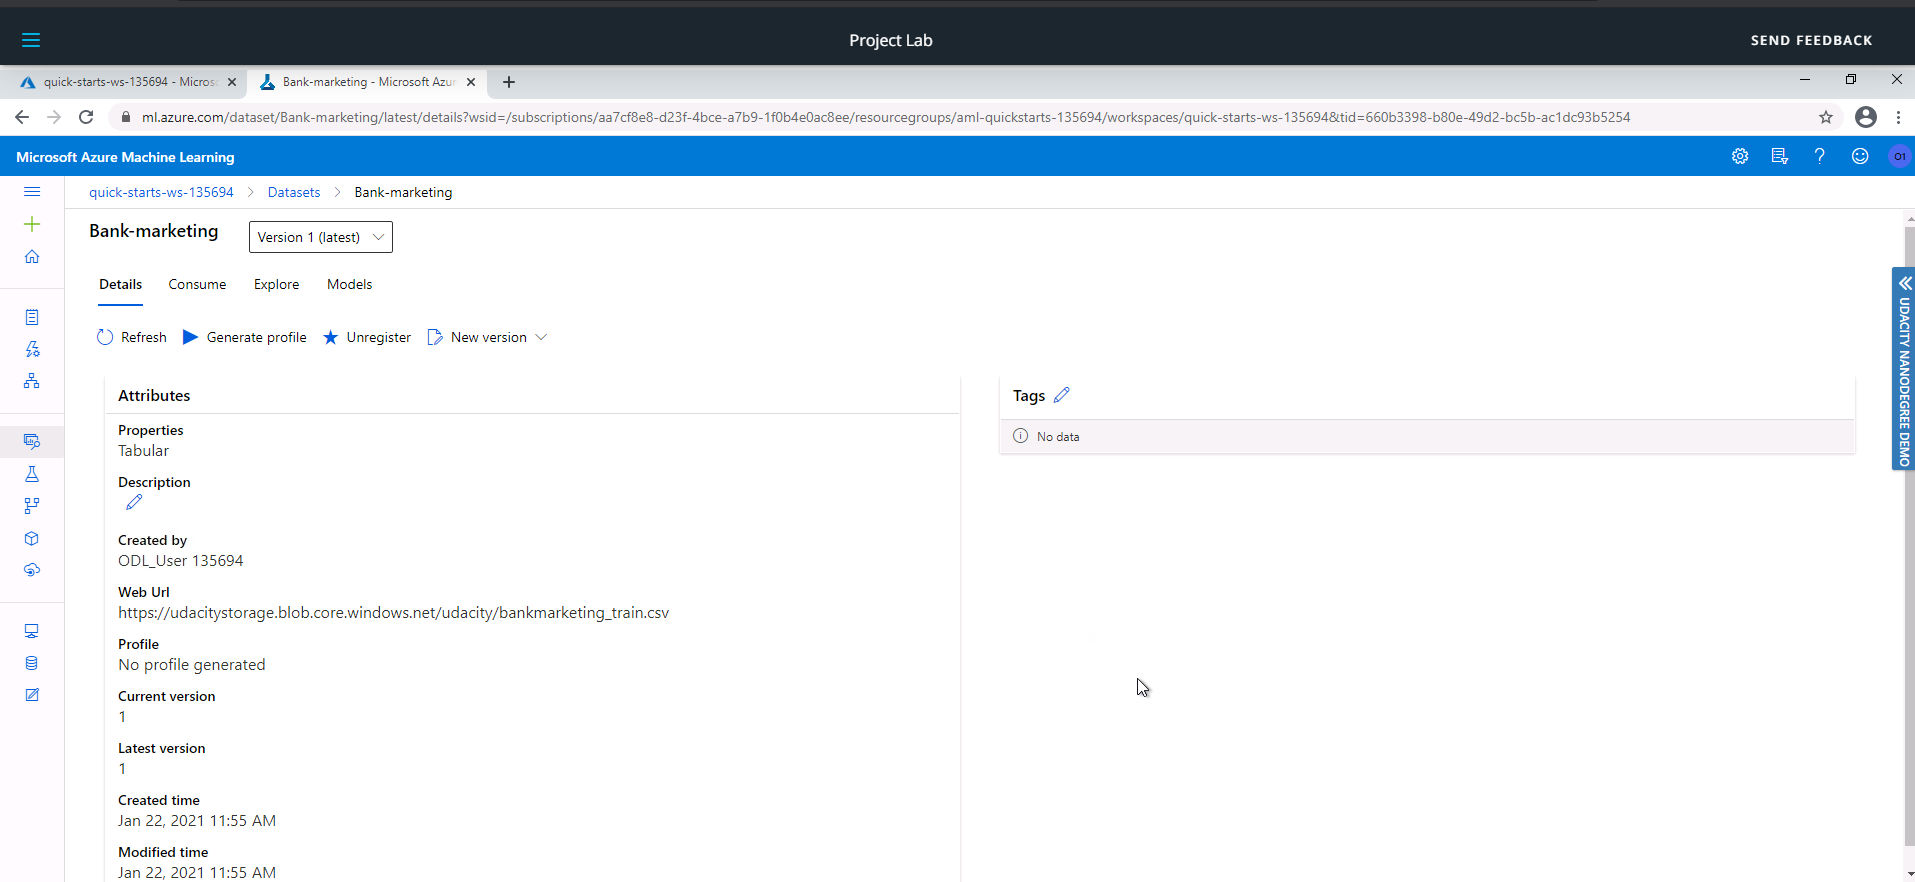 Project Lab
SEND FEEDBACK
quick-starts-ws-135694 - Micros
Bank-marketing - Microsoft Azur
ml.azure.com/dataset/Bank-marketing/latest/details?wsid=/subscriptions/aa7cf8e8-d23f-4bce-a7b9-1f0b4e0ac8ee/resourcegroups/aml-quickstarts-135694/workspaces/quick-starts-ws-135694&tid=660b3398-b80e-49d2-bc5b-ac1dc93b5254
Microsoft Azure Machine Learning
O1
quick-starts-ws-135694 > Datasets > Bank-marketing
Bank-marketing
Version 1 (latest)
Details Consume Explore Models
Refresh Generate profile Unregister New version
Attributes
Properties
Tabular
Description
Created by
ODL_User 135694
Web Url
https://udacitystorage.blob.core.windows.net/udacity/bankmarketing_train.csv
Profile
No profile generated
Current version
1
Latest version
1
Created time
Jan 22, 2021 11:55 AM
Modified time
Jan 22, 2021 11:55 AM
Tags
No data
UDACITY NANODEGREE DEMO